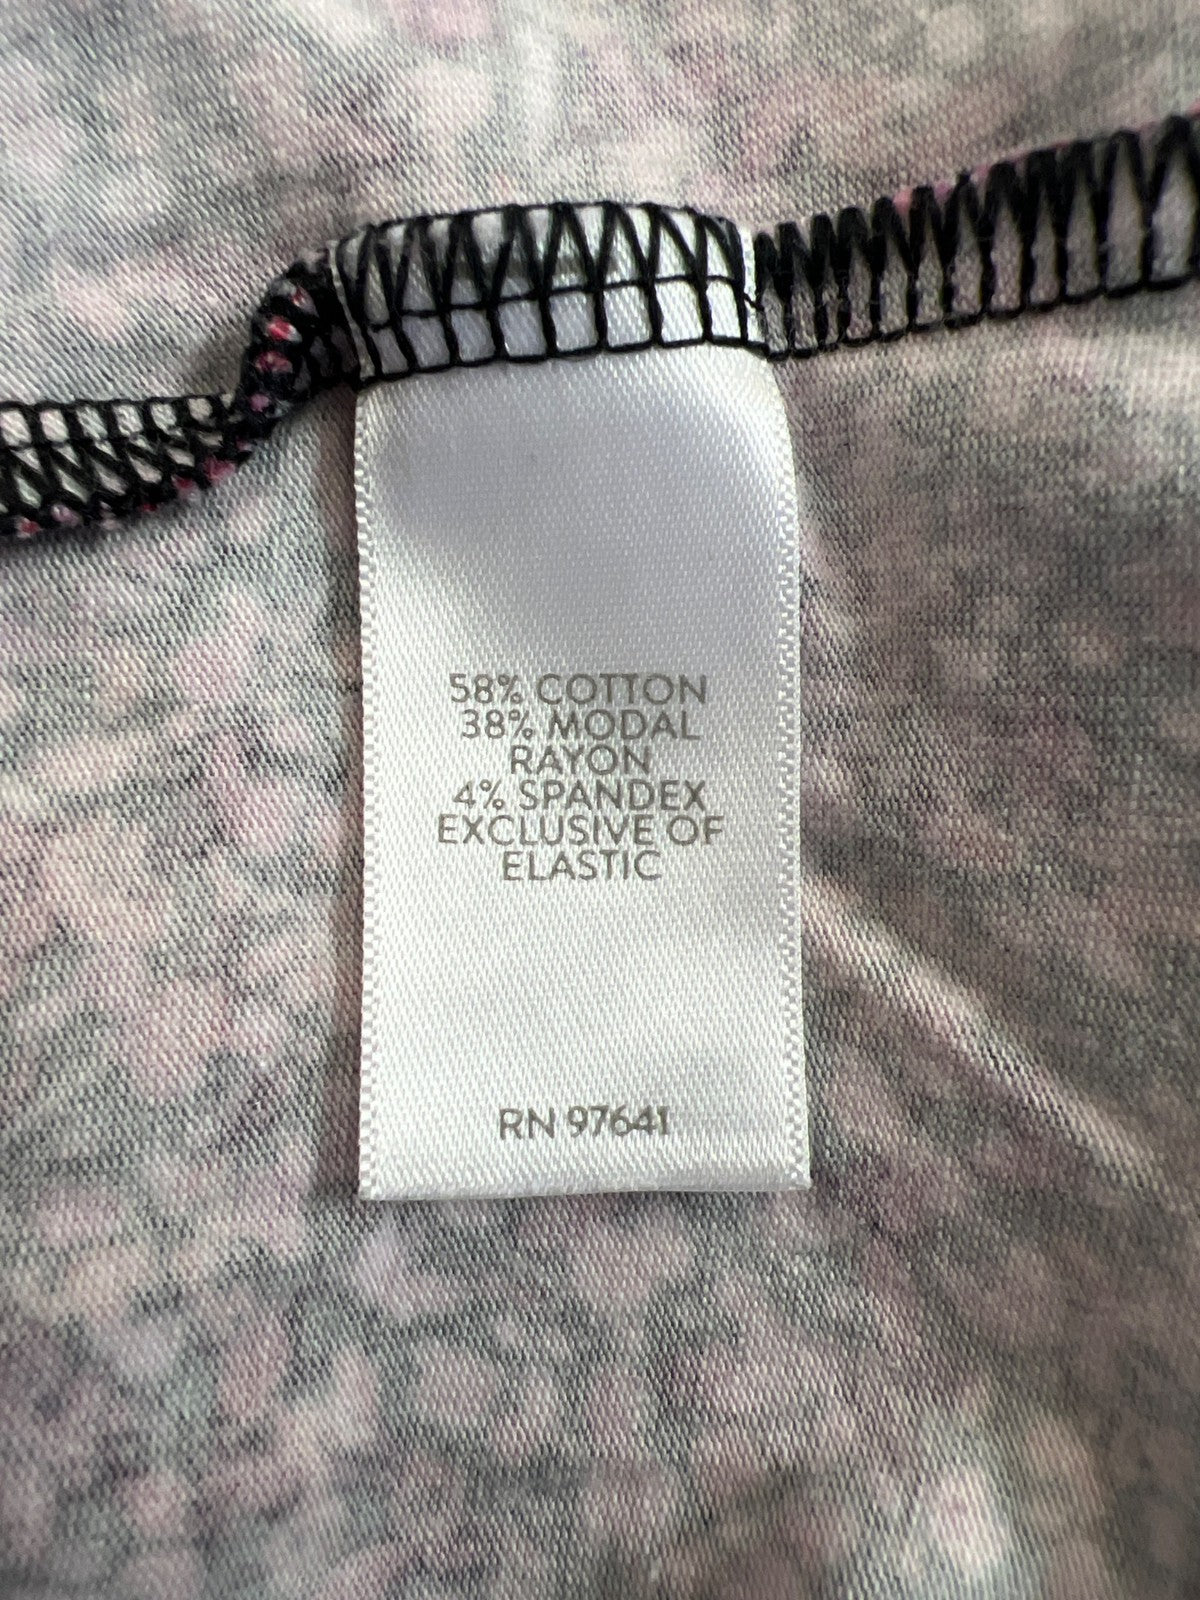 58% COTTON
38% MODAL
RAYON
4% SPANDEX
EXCLUSIVE OF
ELASTIC
RN 97641